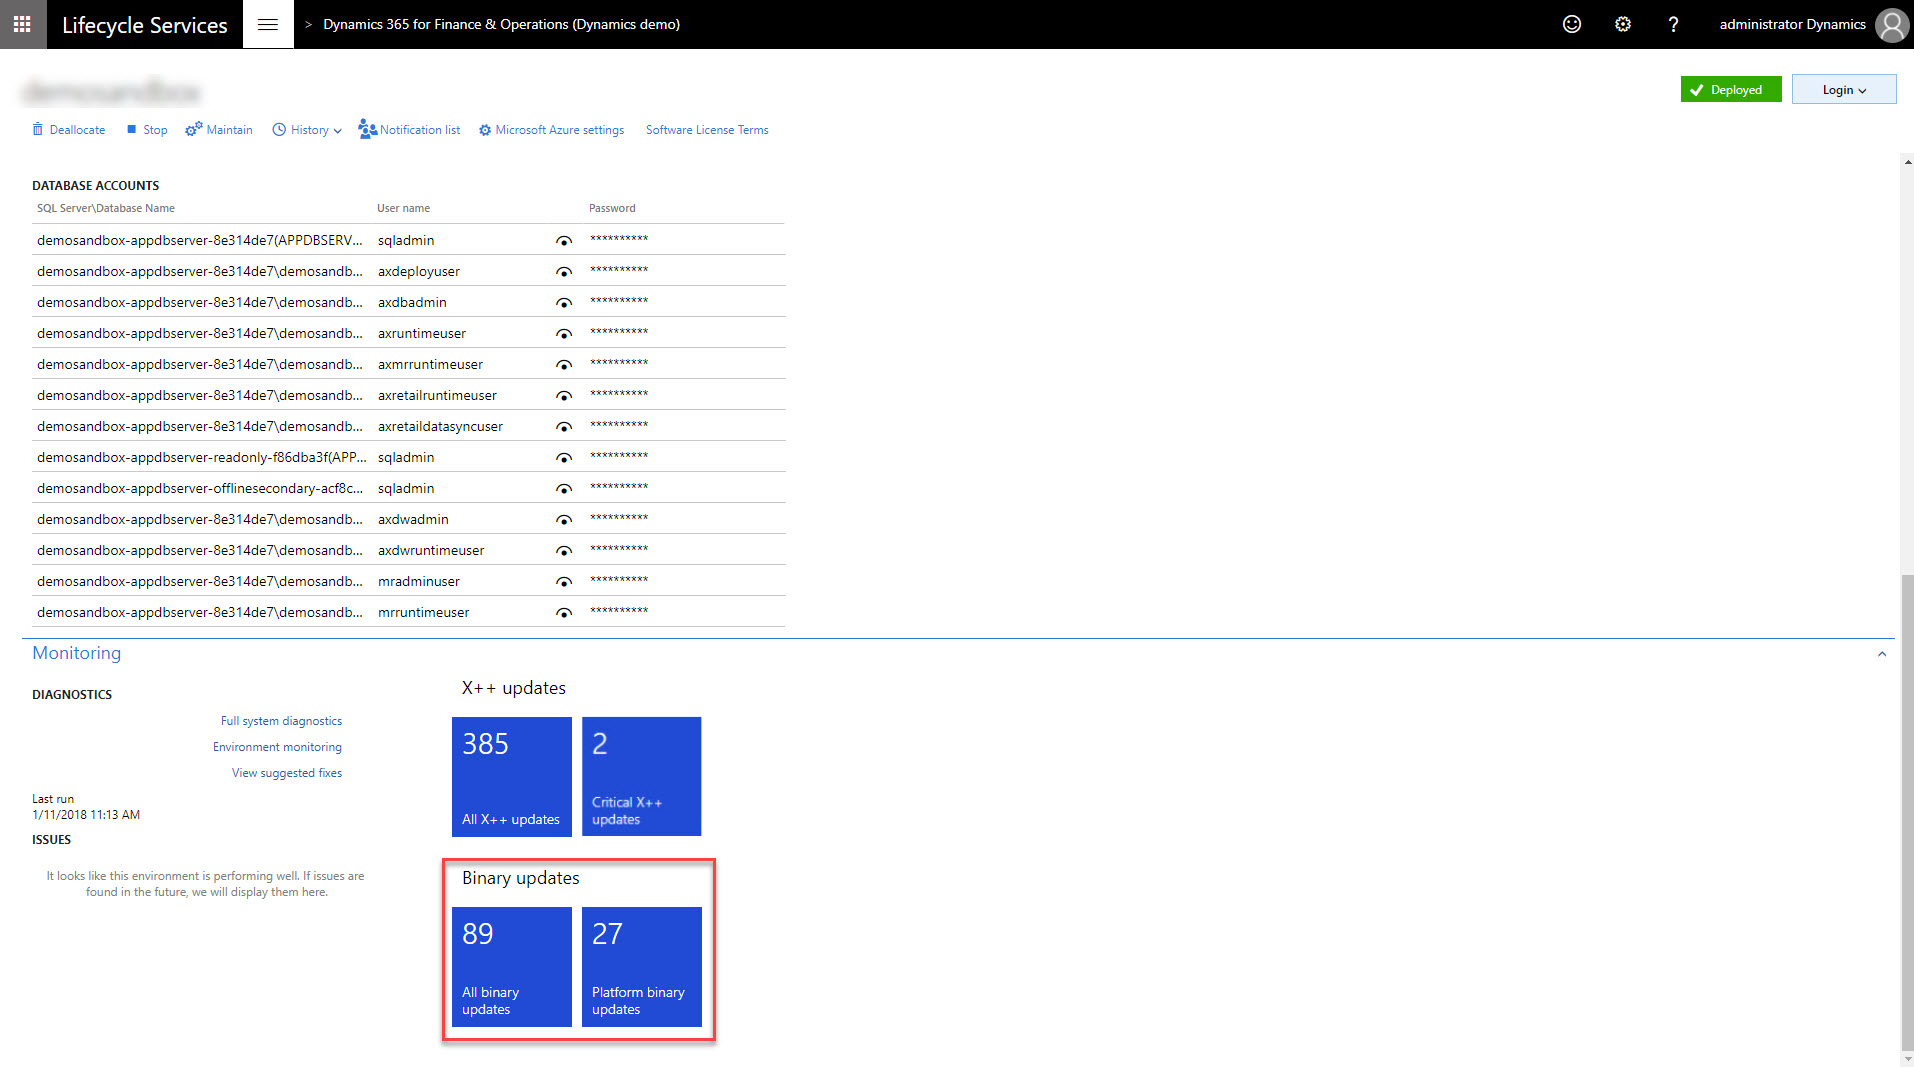 Lifecycle Services > Dynamics 365 for Finance & Operations (Dynamics demo) ? administrator Dynamics
demosandbox
Deployed Login
Deallocate Stop Maintain History Notification list Microsoft Azure settings Software License Terms
DATABASE ACCOUNTS
SQL Server\Database Name User name Password
demosandbox-appdbserver-8e314de7(APPDBSERV... sqladmin **********
demosandbox-appdbserver-8e314de7\demosandb... axdeployuser **********
demosandbox-appdbserver-8e314de7\demosandb... axdbadmin **********
demosandbox-appdbserver-8e314de7\demosandb... axruntimeuser **********
demosandbox-appdbserver-8e314de7\demosandb... axmrruntimeuser **********
demosandbox-appdbserver-8e314de7\demosandb... axretailruntimeuser **********
demosandbox-appdbserver-8e314de7\demosandb... axretaildatasyncuser **********
demosandbox-appdbserver-readonly-f86dba3f(APP... sqladmin **********
demosandbox-appdbserver-offlinesecondary-acf8c... sqladmin **********
demosandbox-appdbserver-8e314de7\demosandb... axdwadmin **********
demosandbox-appdbserver-8e314de7\demosandb... axdwruntimeuser **********
demosandbox-appdbserver-8e314de7\demosandb... mradminuser **********
demosandbox-appdbserver-8e314de7\demosandb... mrruntimeuser **********
Monitoring
DIAGNOSTICS
Full system diagnostics
Environment monitoring
View suggested fixes
Last run
1/11/2018 11:13 AM
ISSUES
It looks like this environment is performing well. If issues are
found in the future, we will display them here.
X++ updates
385
All X++ updates
2
Critical X++
updates
Binary updates
89
All binary
updates
27
Platform binary
updates